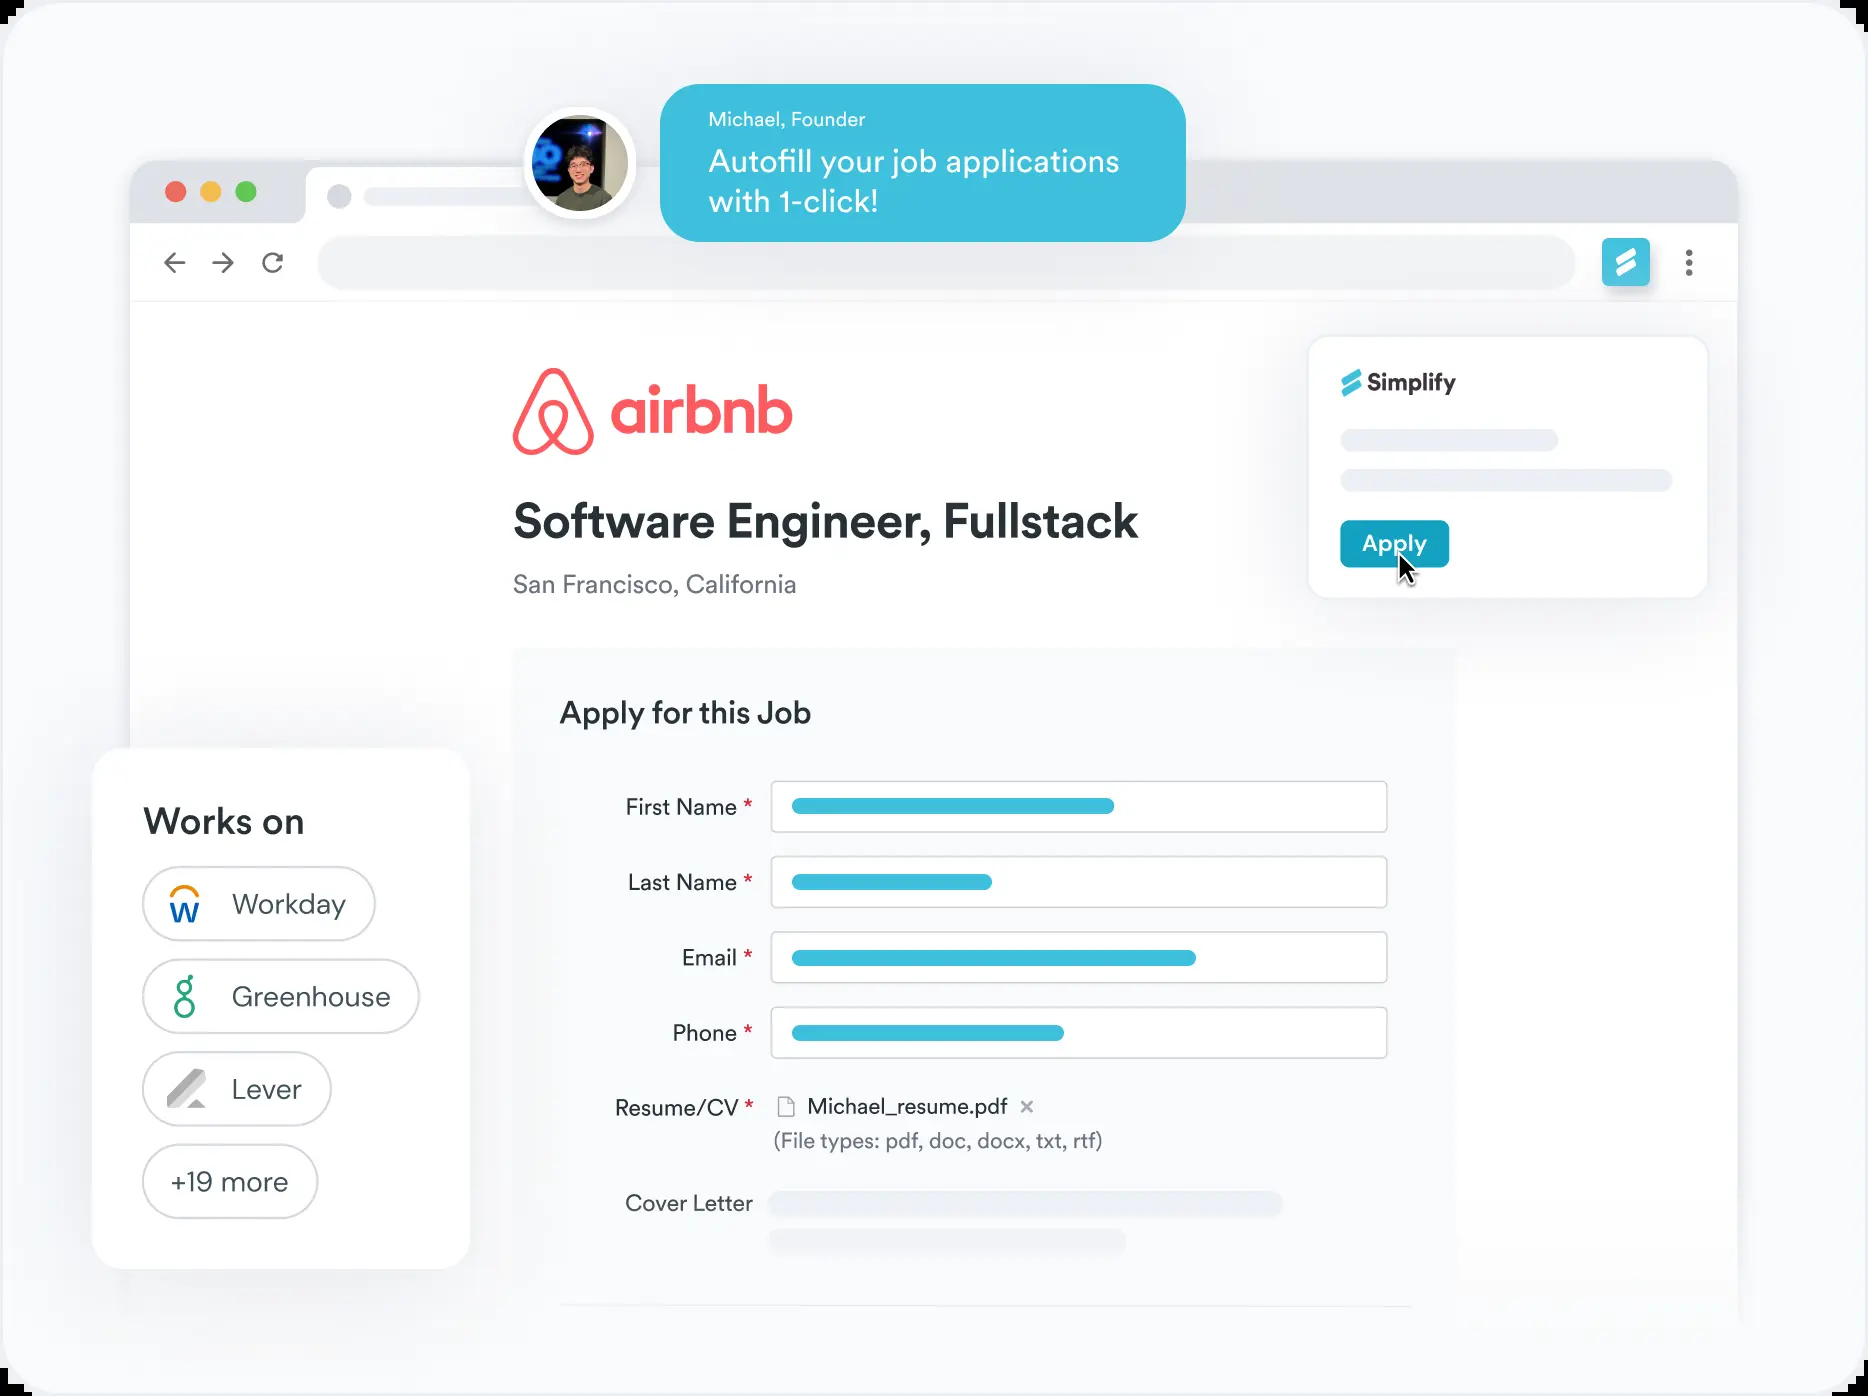 Michael, Founder
Autofill your job applications
with 1-click!
airbnb
Software Engineer, Fullstack
San Francisco, California
Simplify
Apply
Apply for this Job
First Name *
Last Name *
Email *
Phone *
Resume/CV * Michael_resume.pdf ×
(File types: pdf, doc, docx, txt, rtf)
Cover Letter
Works on
Workday
Greenhouse
Lever
+19 more